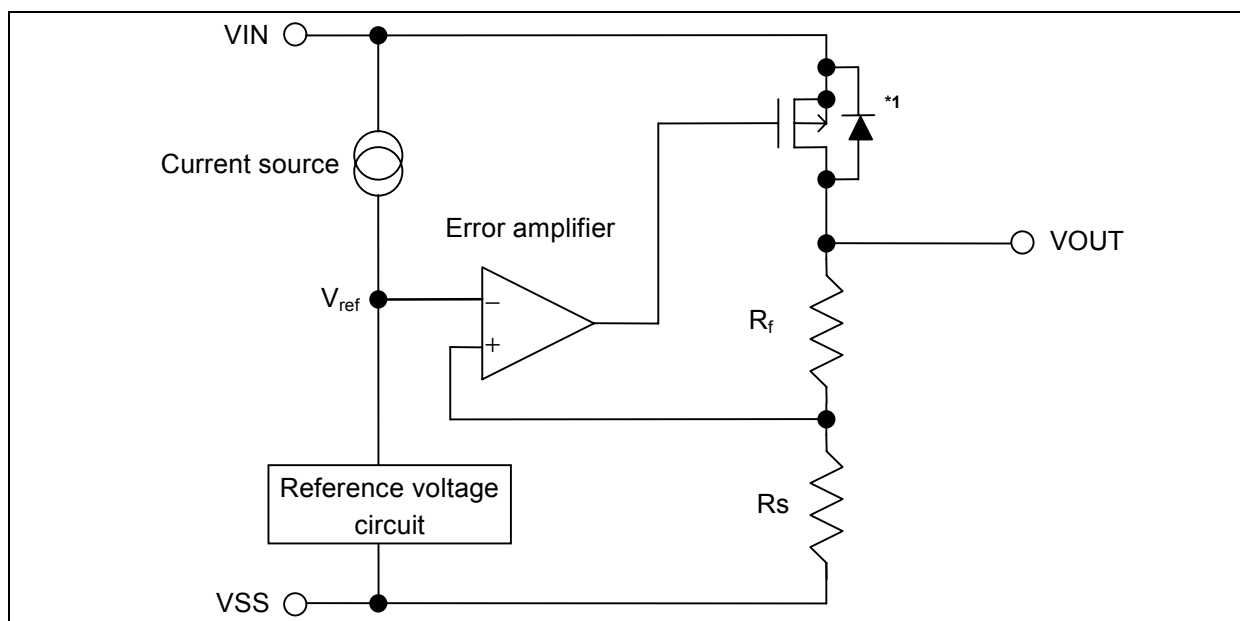 VIN
*1
Current source
Error amplifier
VOUT
Vref
−
+
Rf
Reference voltage
circuit
Rs
VSS